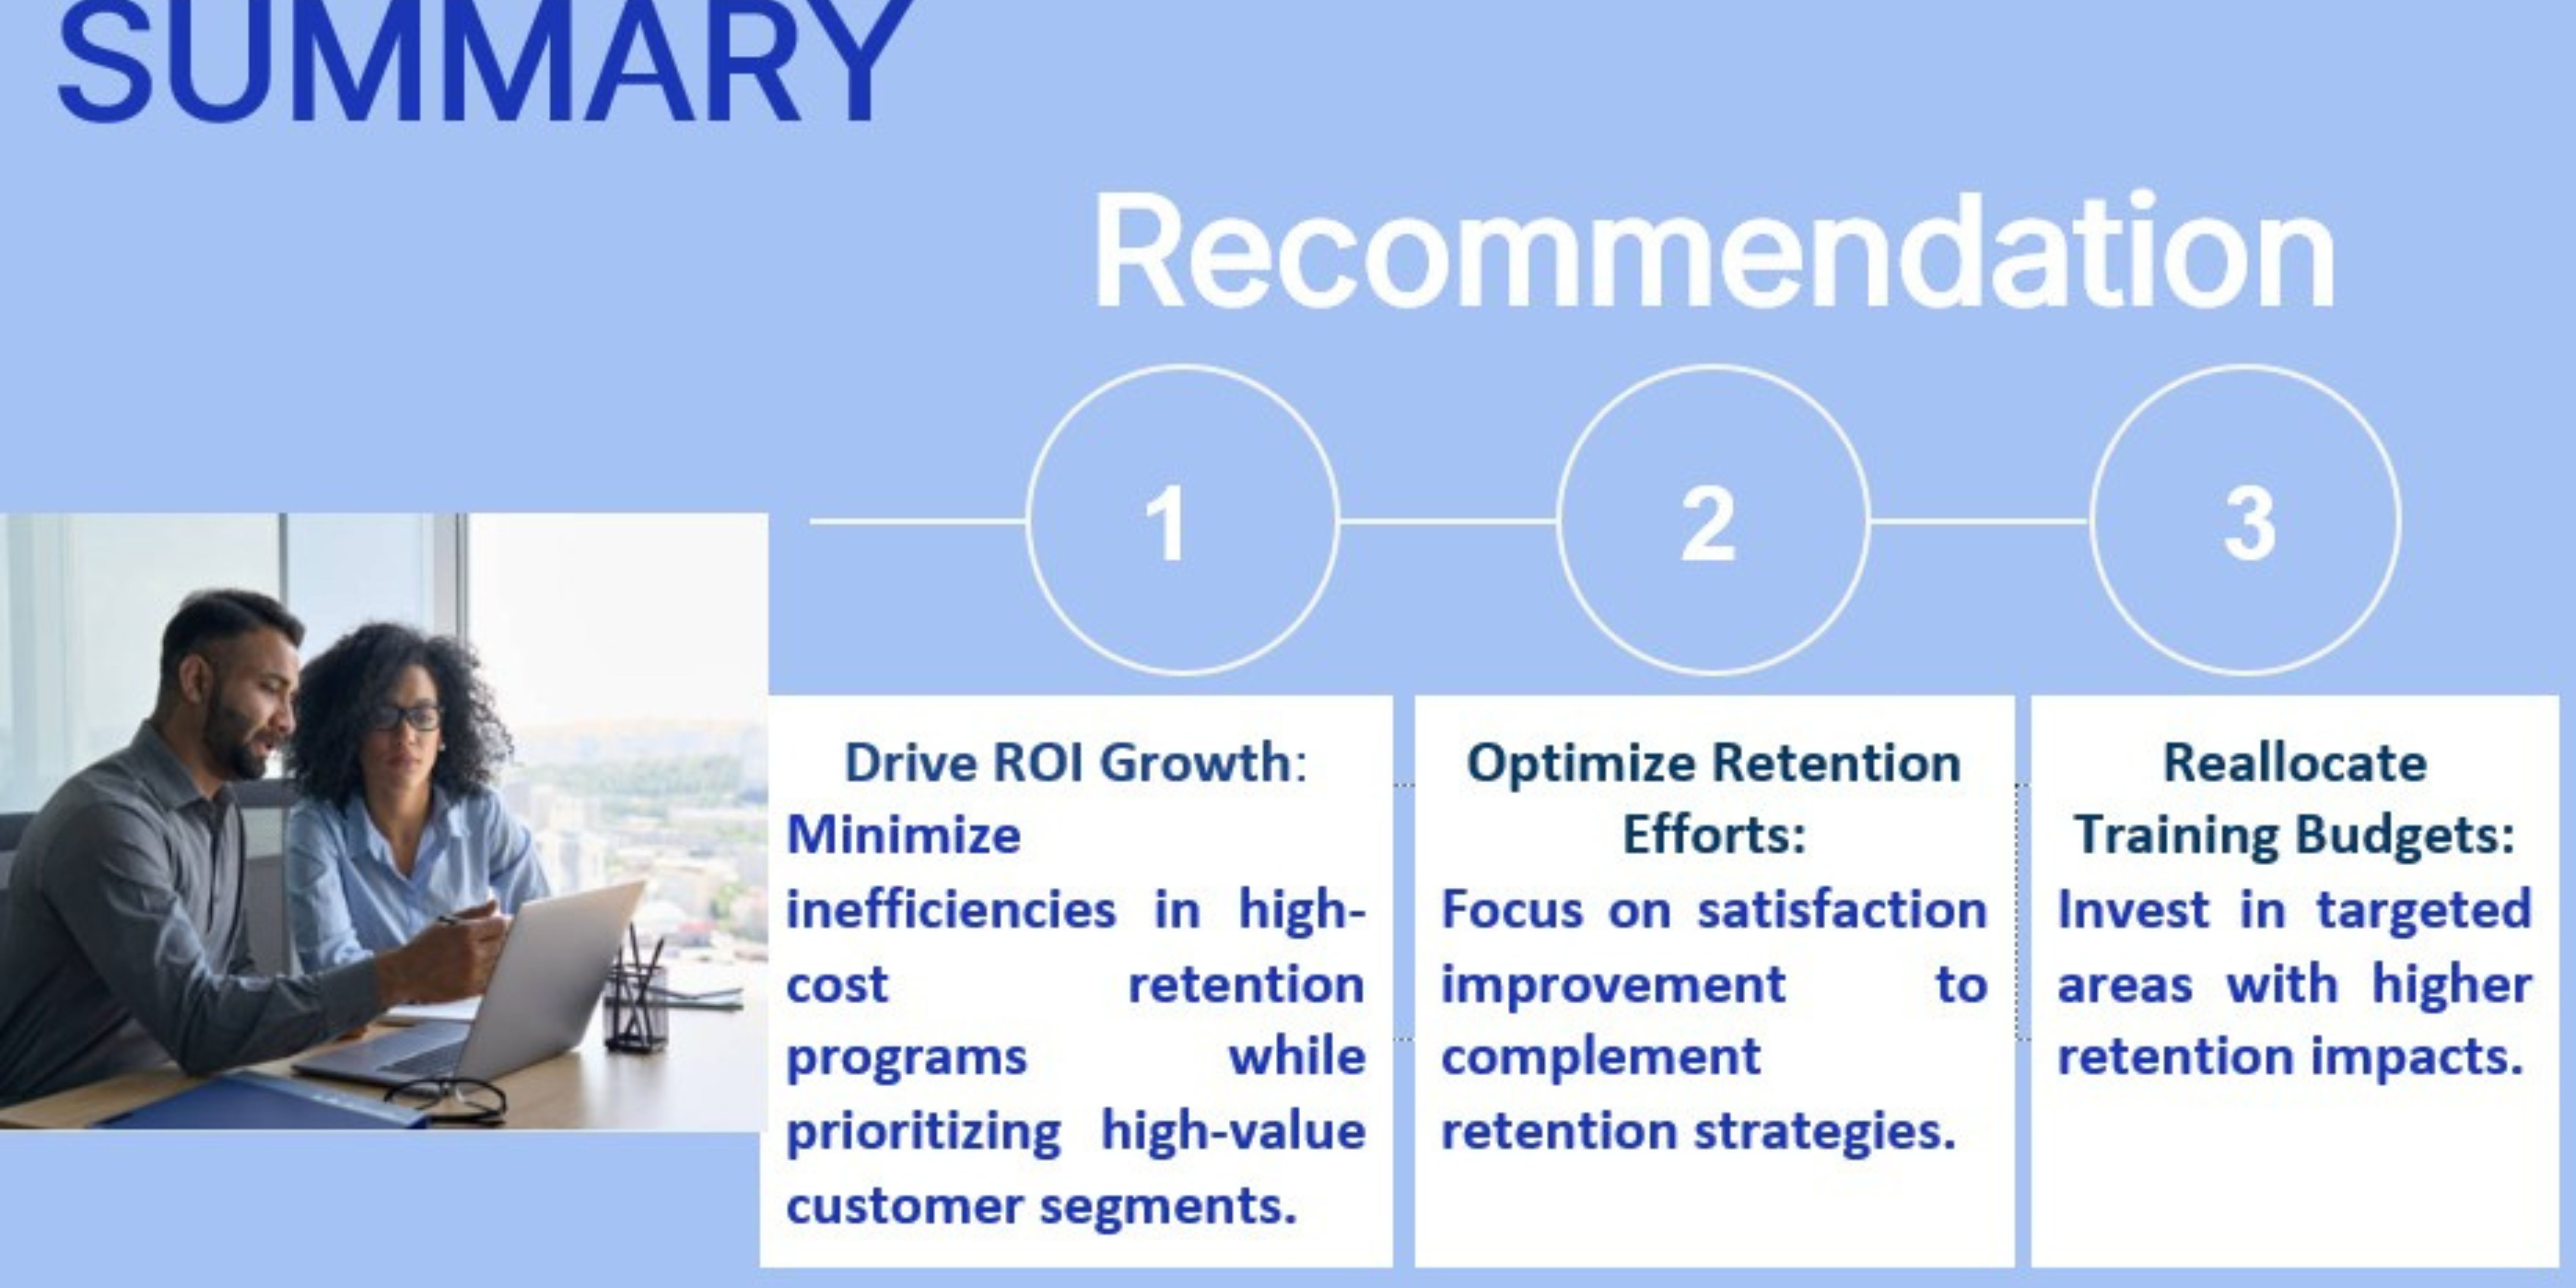 SUMMARY
Recommendation
1
2
3
Drive ROI Growth:
Minimize
inefficiencies in high-
cost retention
programs while
prioritizing high-value
customer segments.
Optimize Retention
Efforts:
Focus on satisfaction
improvement to
complement
retention strategies.
Reallocate
Training Budgets:
Invest in targeted
areas with higher
retention impacts.